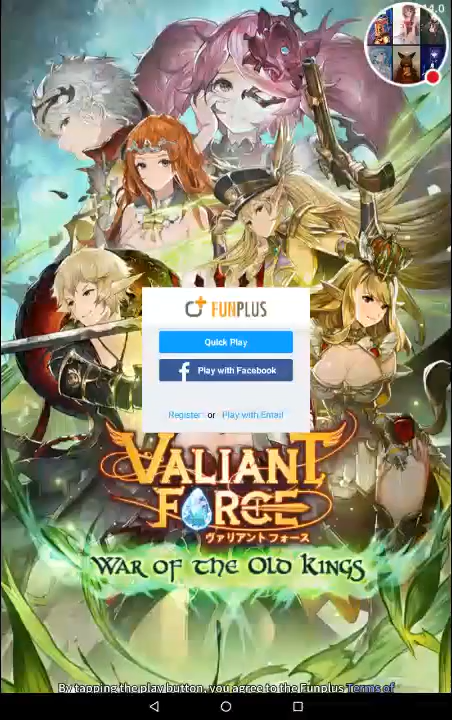 4.0
FUNPLUS
Quick Play
f Play with Facebook
Register or Play with Email
VALIANT
FORCE
ヴァリアント フォース
WAR OF THE OLD KINGS
By tapping the play button, you agree to the Funplus Terms of